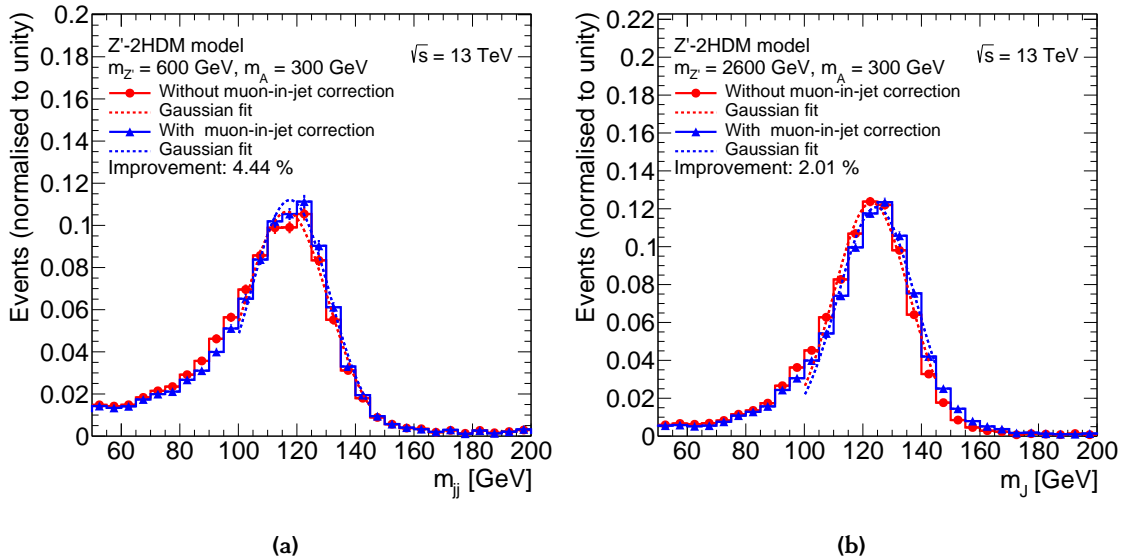 0.2
0.18
0.16
0.14
0.12
0.1
0.08
0.06
0.04
0.02
0
Events (normalised to unity)
Z'-2HDM model
√s = 13 TeV
m_Z' = 600 GeV, m_A = 300 GeV
Without muon-in-jet correction
Gaussian fit
With muon-in-jet correction
Gaussian fit
Improvement: 4.44 %
60 80 100 120 140 160 180 200
m_jj [GeV]
(a)
0.22
0.2
0.18
0.16
0.14
0.12
0.1
0.08
0.06
0.04
0.02
0
Events (normalised to unity)
Z'-2HDM model
√s = 13 TeV
m_Z' = 2600 GeV, m_A = 300 GeV
Without muon-in-jet correction
Gaussian fit
With muon-in-jet correction
Gaussian fit
Improvement: 2.01 %
60 80 100 120 140 160 180 200
m_J [GeV]
(b)